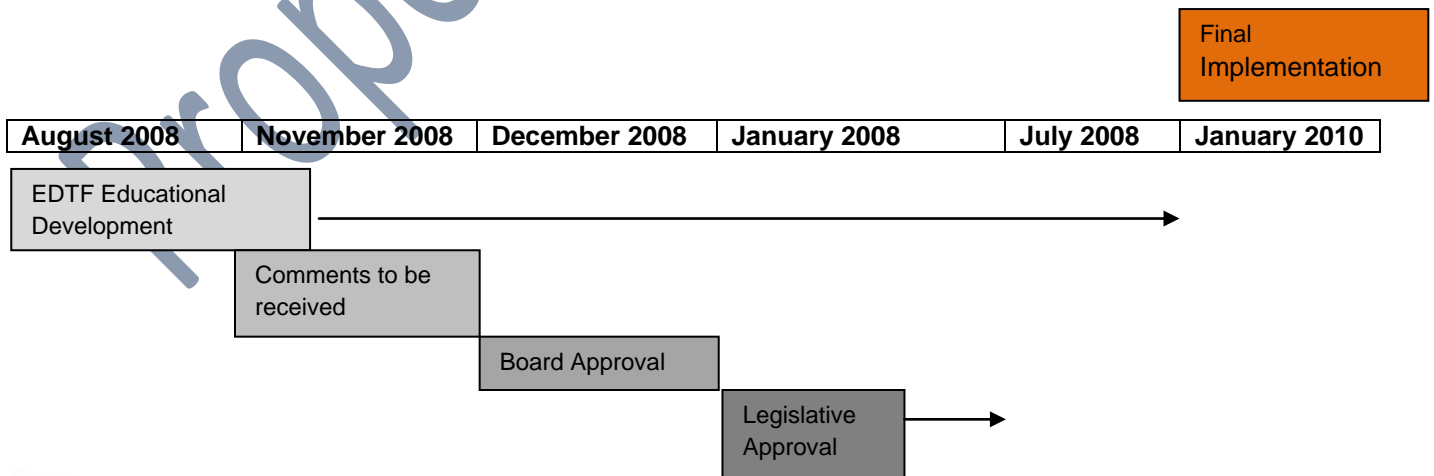 Final
Implementation
August 2008 November 2008 December 2008 January 2008 July 2008 January 2010
EDTF Educational
Development
Comments to be
received
Board Approval
Legislative
Approval